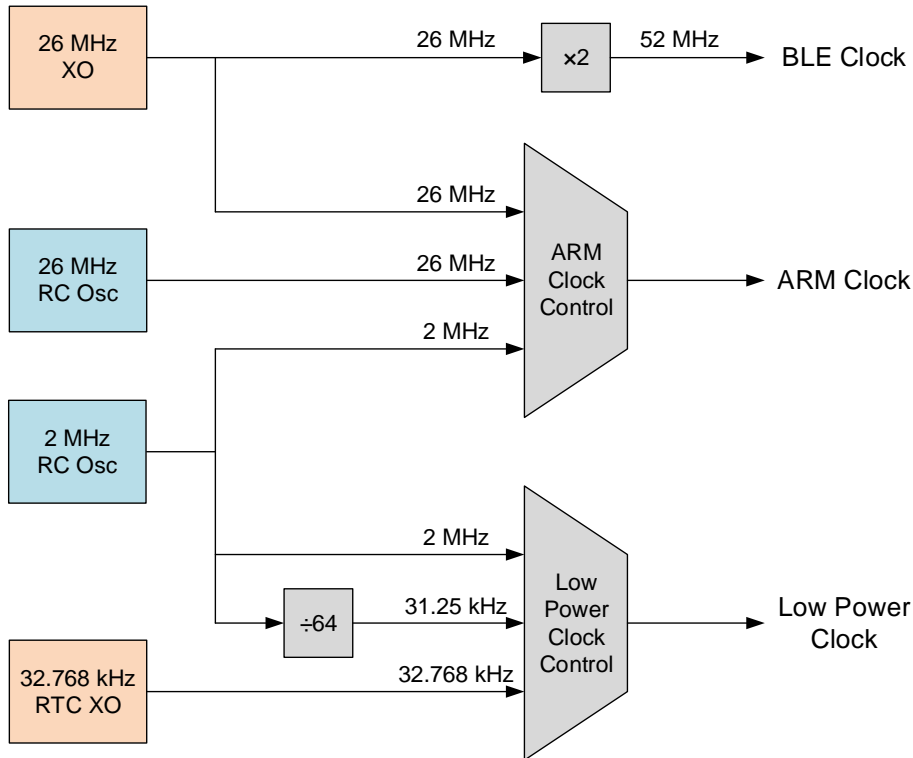 26 MHz
XO
26 MHz
×2
52 MHz
BLE Clock
26 MHz
26 MHz
RC Osc
26 MHz
2 MHz
ARM
Clock
Control
ARM Clock
2 MHz
RC Osc
2 MHz
÷64
31.25 kHz
32.768 kHz
RTC XO
32.768 kHz
Low
Power
Clock
Control
Low Power
Clock